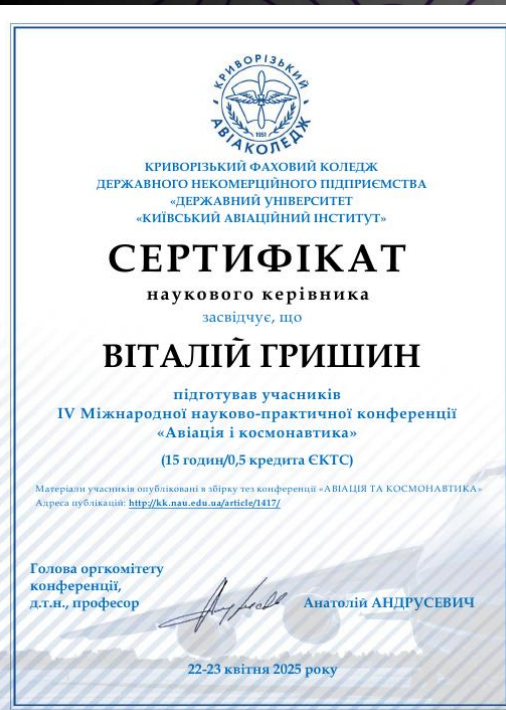 КРИВОРІЗЬКИЙ
АВІАКОЛЕДЖ
1951
КРИВОРІЗЬКИЙ ФАХОВИЙ КОЛЕДЖ
ДЕРЖАВНОГО НЕКОМЕРЦІЙНОГО ПІДПРИЄМСТВА
«ДЕРЖАВНИЙ УНІВЕРСИТЕТ
«КИЇВСЬКИЙ АВІАЦІЙНИЙ ІНСТИТУТ»
СЕРТИФІКАТ
наукового керівника
засвідчує, що
ВІТАЛІЙ ГРИШИН
підготував учасників
IV Міжнародної науково-практичної конференції
«Авіація і космонавтика»
(15 годин/0,5 кредита ЄКТС)
Матеріали учасників опубліковані в збірку тез конференції «АВІАЦІЯ ТА КОСМОНАВТИКА»
Адреса публікацій: http://kk.nau.edu.ua/article/1417/
Голова оргкомітету
конференції,
д.т.н., професор Анатолій АНДРУСЕВИЧ
22-23 квітня 2025 року